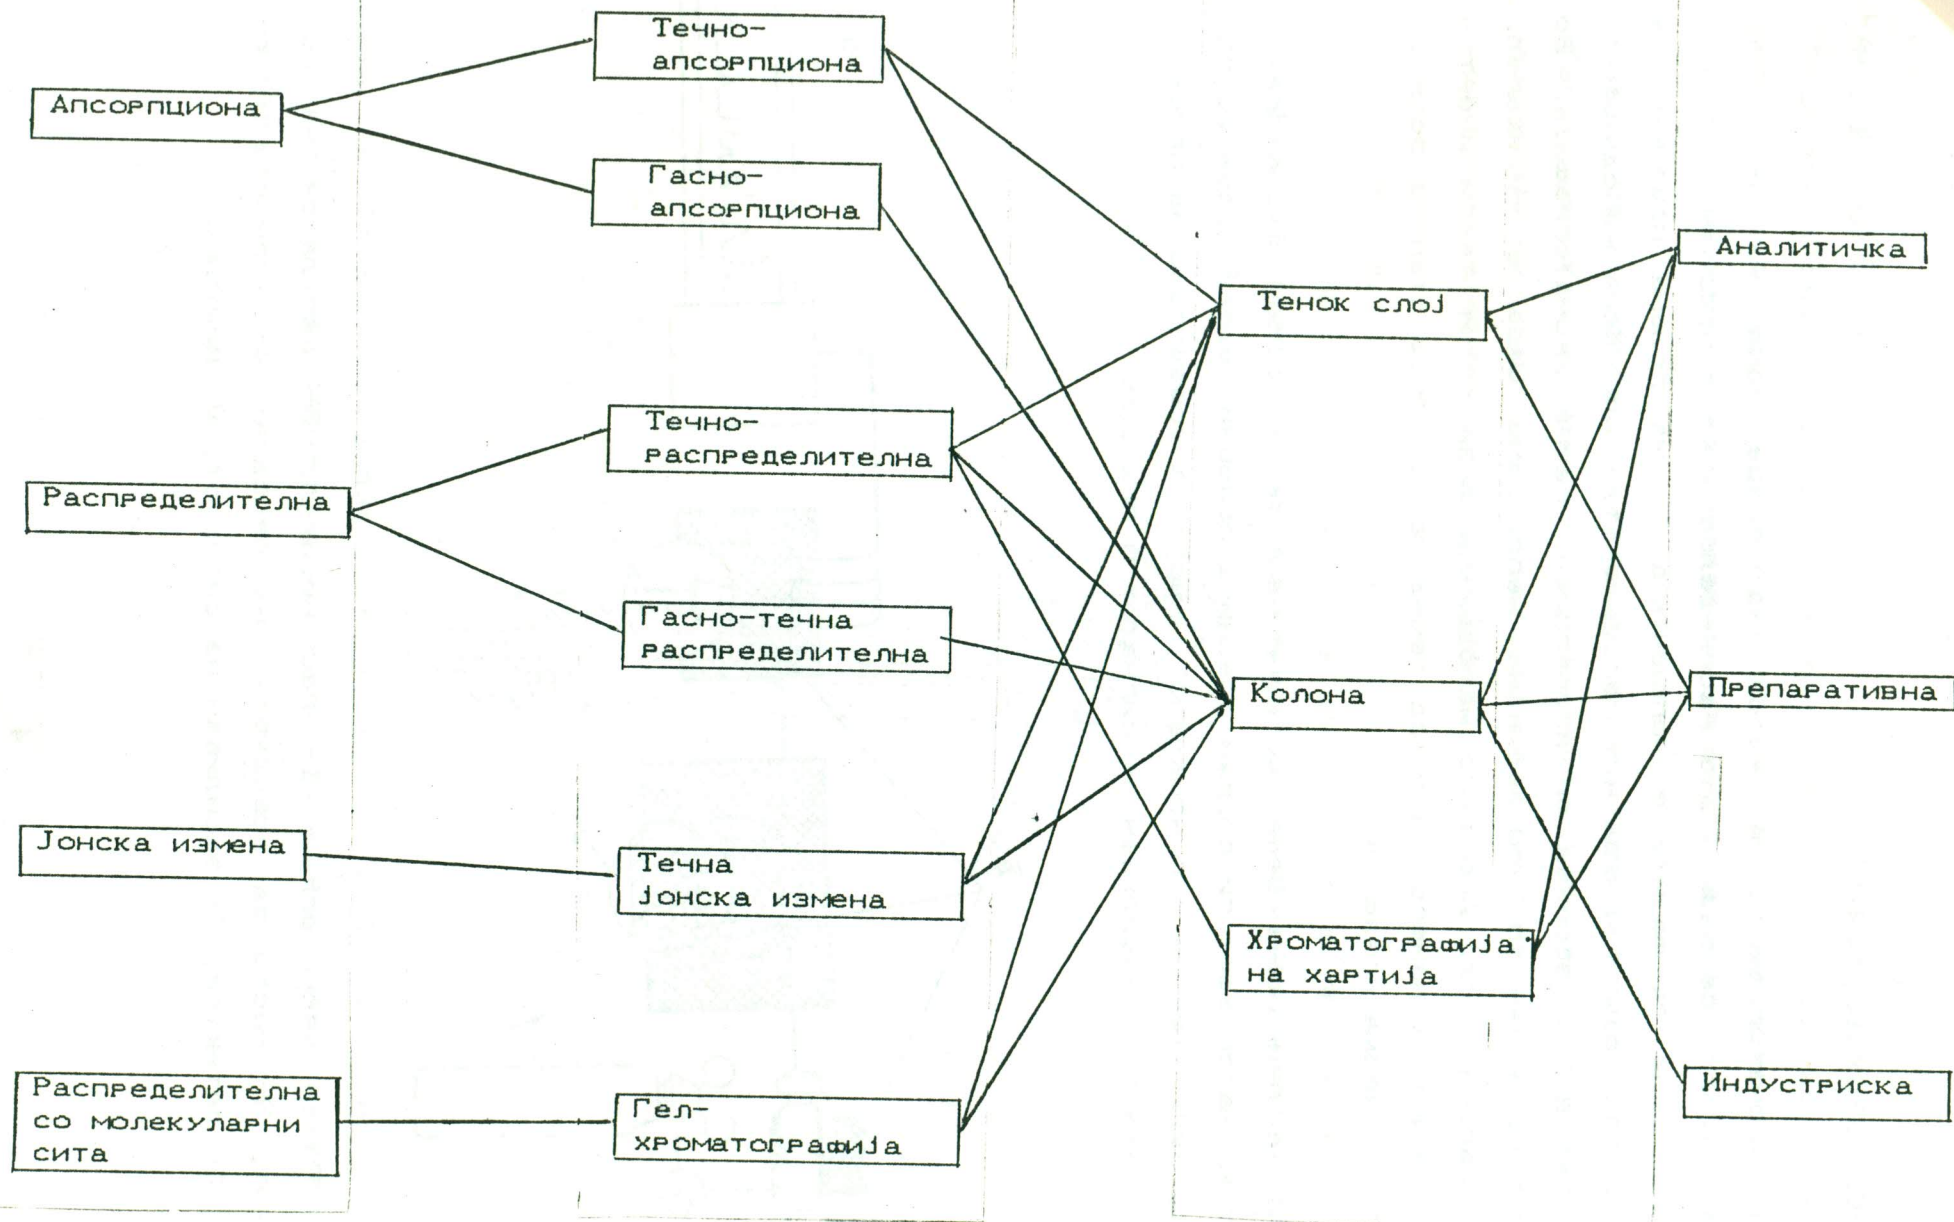 Апсорпциона
Распределителна
Јонска измена
Распределителна
со молекуларни
сита
Течно-
апсорпциона
Гасно-
апсорпциона
Течно-
распределителна
Гасно-течна
распределителна
Течна
јонска измена
Гел-
хроматографија
Тенок слој
Колона
Хроматографија
на хартија
Аналитичка
Препаративна
Индустриска